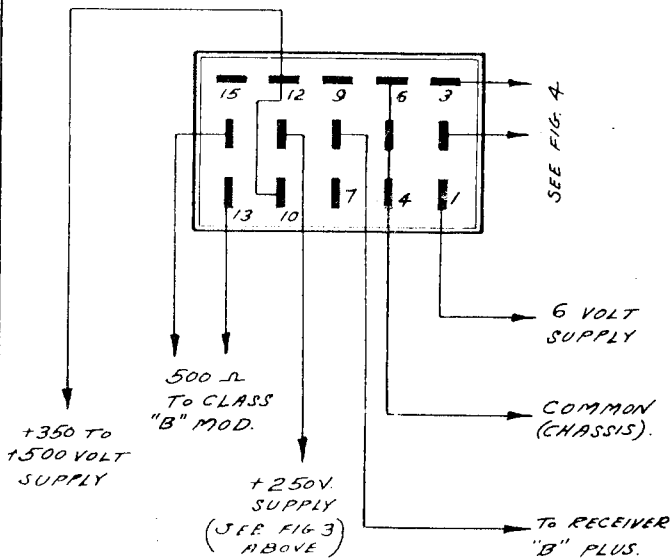 15 12 9 6 3
13 10 7 4 1
SEE FIG. 4
6 VOLT
SUPPLY
500 Ω
TO CLASS
"B" MOD.
COMMON
(CHASSIS).
+350 TO
+500 VOLT
SUPPLY
+250V.
SUPPLY
(SEE FIG 3
ABOVE)
TO RECEIVER
"B" PLUS.